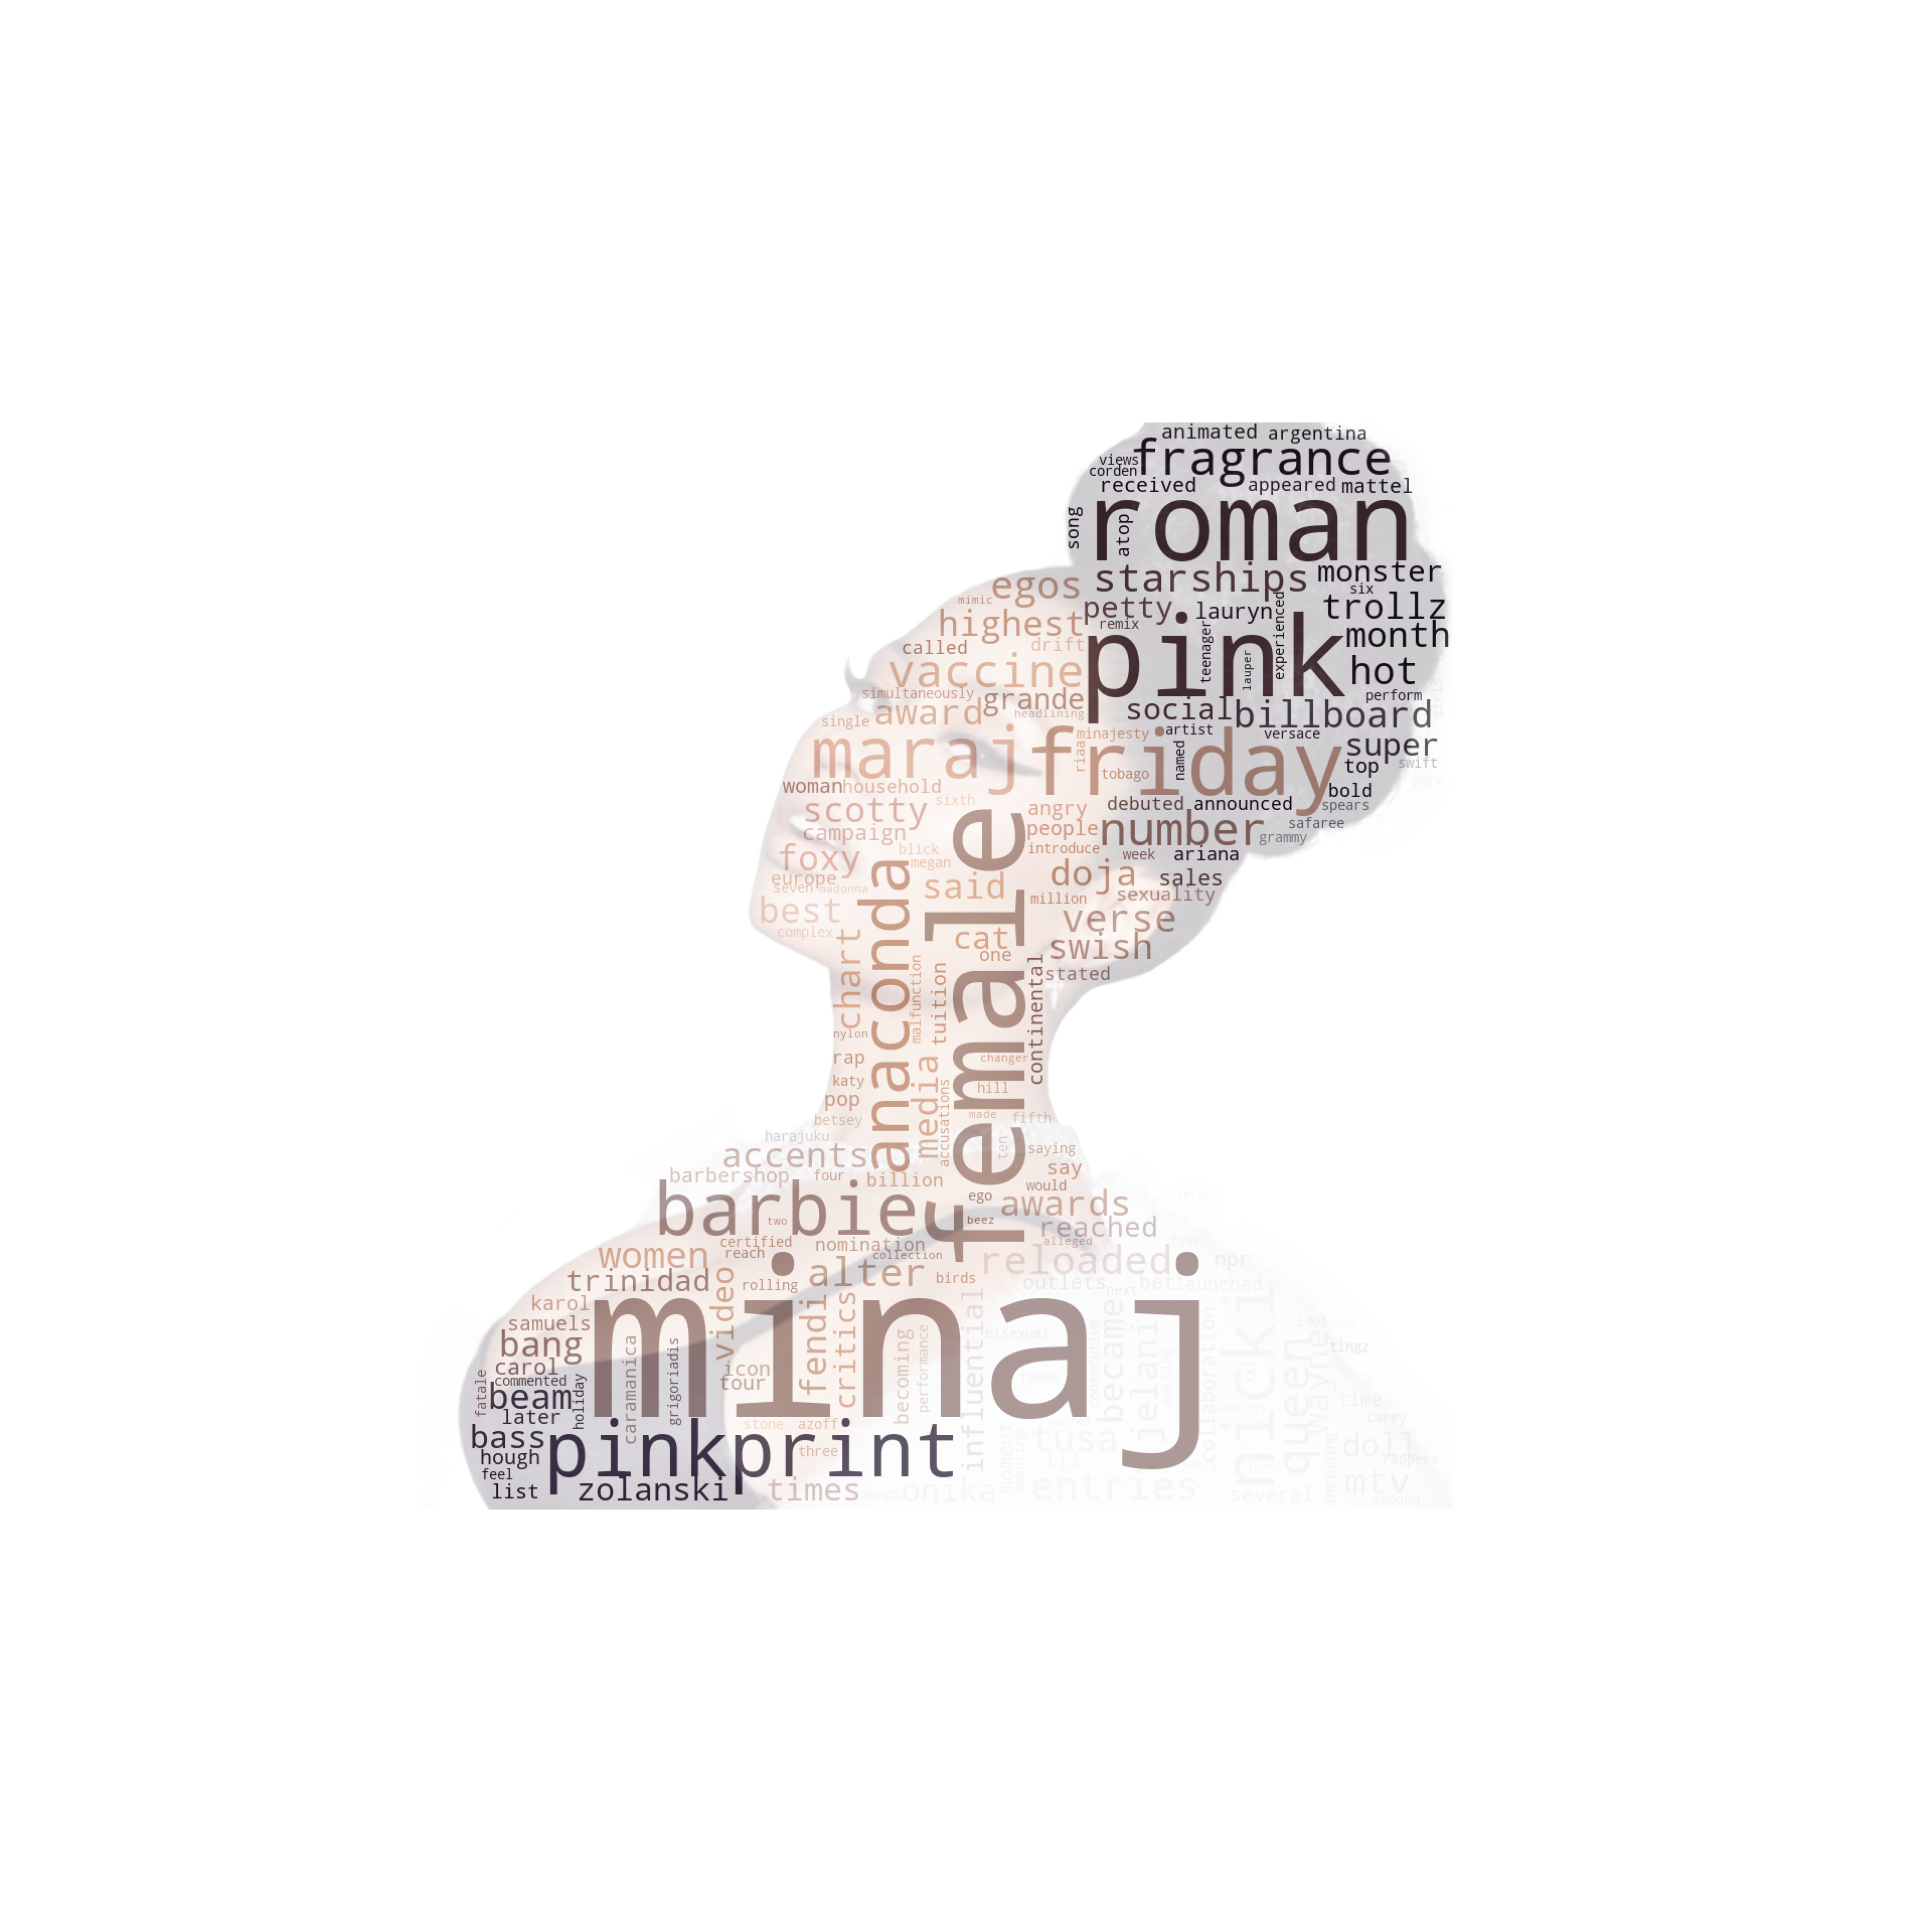 animated argentina
views fragrance
corden
received appeared mattel
song roman
atop
egos starships monster
mimic six
highest petty lauryn trollz
remix experienced
called drift pink month
teenager
vaccine lauper hot
simultaneously grande perform
single award headlining social billboard
maraj friday minajesty artist versace super
riaa named top swift
tobago
woman household bold
scotty sixth angry debuted announced spears
campaign people number safaree
grammy
foxy blick introduce week ariana
megan
europe doja sales
seven madonna said sexuality
best million verse
complex cat swish
chart anaconda female one
stated
malfunction tuition continental
nylon
rap changer
katy media hill
pop accusations
betsey made fifth
harajuku ten saying
accents say
barbershop four billion would
barbie ego awards
two beez reached
certified nomination alleged five
women reach collection reloaded npr
trinidad rolling alter birds outlets bet launched
next
karol minaj video
samuels fendi critics influential became jelani collaboration nicki
bang bisexual idol
queen wayne tingz
carol caramanica grigoriadis icon becoming performance consecutive
fatale commented tour
beam holiday time
later stone azoff carey
bass pinkprint three tusa doll
hough moment lil rappers
feel including mtv
list zolanski times songs onika entries several second